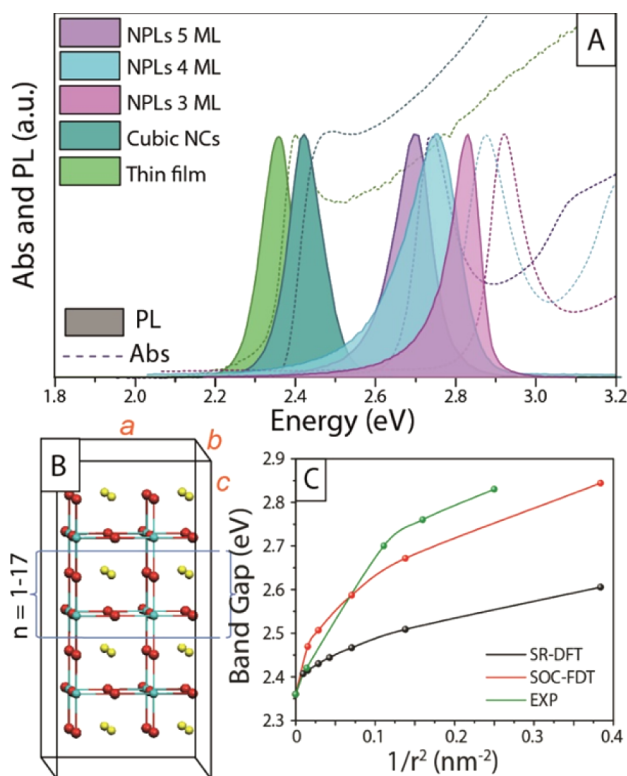 NPLs 5 ML
NPLs 4 ML
NPLs 3 ML
Cubic NCs
Thin film
A
PL
Abs
Abs and PL (a.u.)
1.8 2.0 2.2 2.4 2.6 2.8 3.0 3.2
Energy (eV)
B
a
b
c
n = 1-17
C
Band Gap (eV)
2.9
2.8
2.7
2.6
2.5
2.4
2.3
SR-DFT
SOC-FDT
EXP
0 0.1 0.2 0.3 0.4
1/r² (nm⁻²)